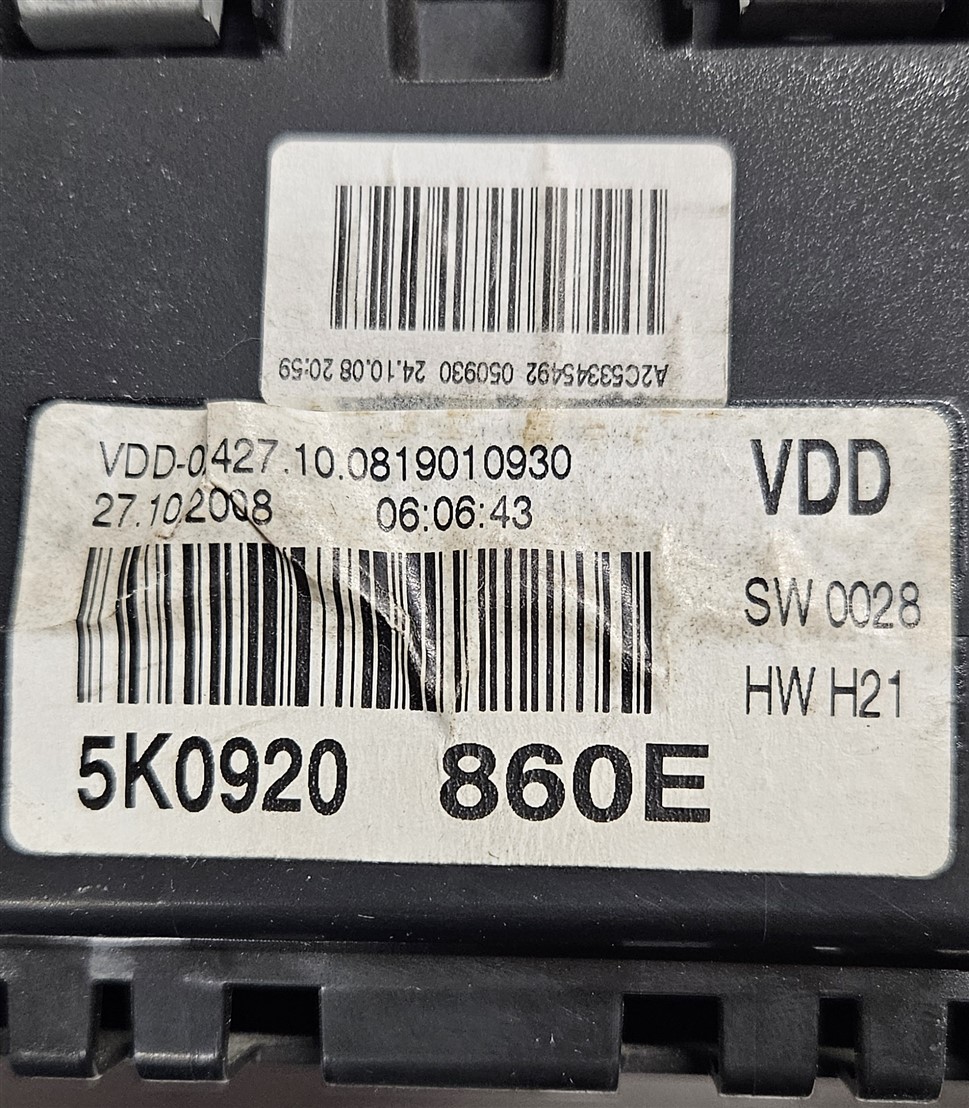 A2C53345492 050930 24.10.08 20:59
VDD-0427.10.0819010930
27.10.2008 06:06:43
VDD
SW 0028
HW H21
5K0920 860E